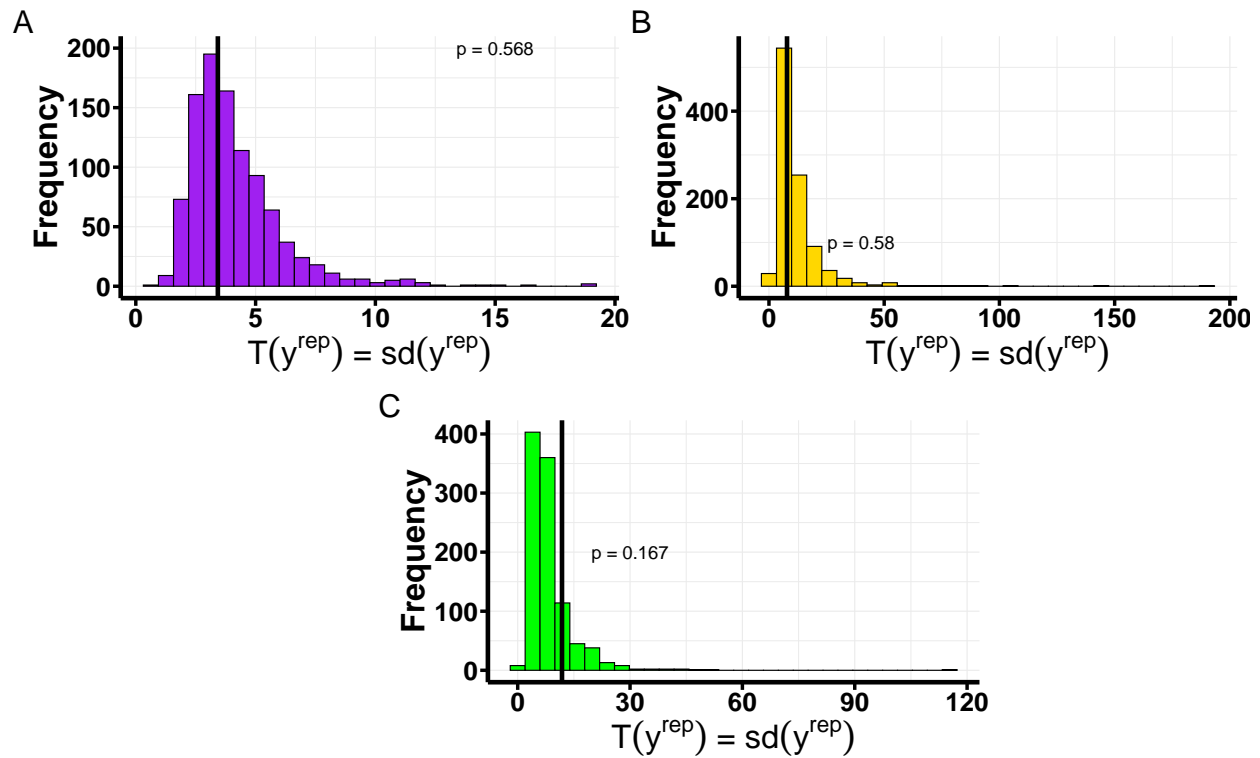 A
Frequency
200
150
100
50
0
p = 0.568
0 5 10 15 20
T(y^rep) = sd(y^rep)
B
Frequency
400
200
0
p = 0.58
0 50 100 150 200
T(y^rep) = sd(y^rep)
C
Frequency
400
300
200
100
0
p = 0.167
0 30 60 90 120
T(y^rep) = sd(y^rep)